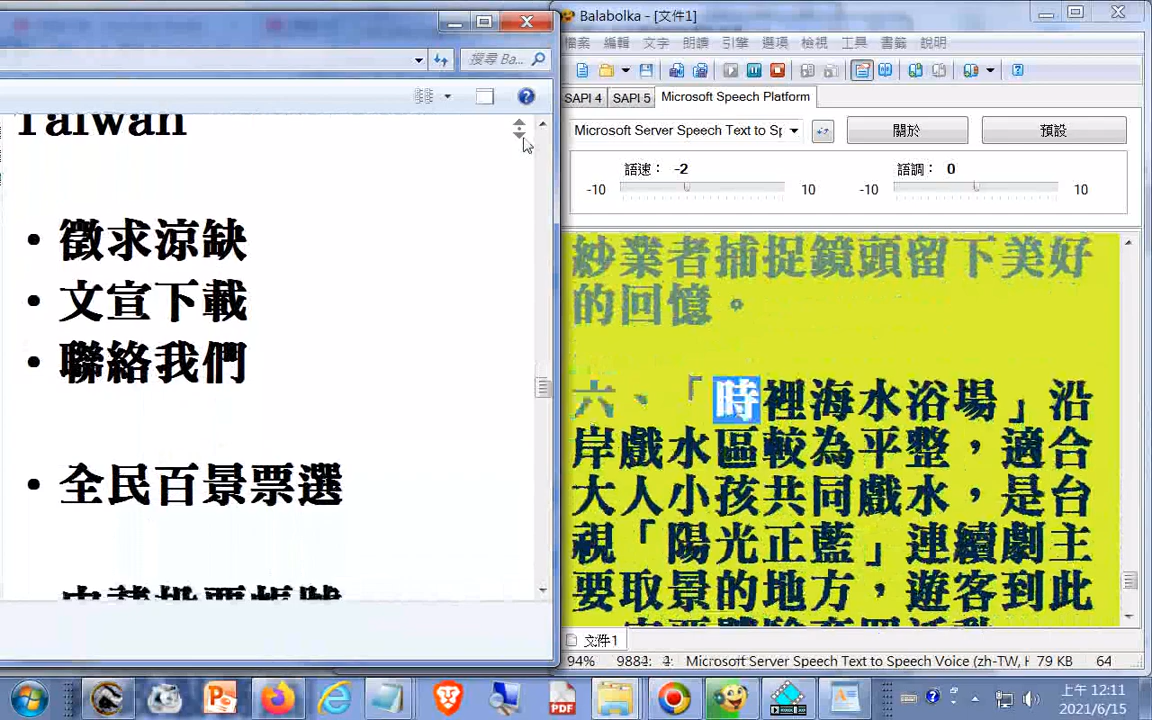 Balabolka - [文件1]
檔案 編輯 文字 朗讀 引擎 選項 檢視 工具 書籤 說明
搜尋 Ba...
SAPI 4 SAPI 5 Microsoft Speech Platform
Microsoft Server Speech Text to Sp 關於 預設
語速： -2 語調： 0
-10 10 -10 10
Taiwan
• 徵求涼缺
• 文宣下載
• 聯絡我們
• 全民百景票選
紗業者捕捉鏡頭留下美好
的回憶。
六、「時裡海水浴場」沿
岸戲水區較為平整，適合
大人小孩共同戲水，是台
視「陽光正藍」連續劇主
要取景的地方，遊客到此
文件1
94% Microsoft Server Speech Text to Speech Voice (zh-TW, H 79 KB 64
PDF
上午 12:11
2021/6/15